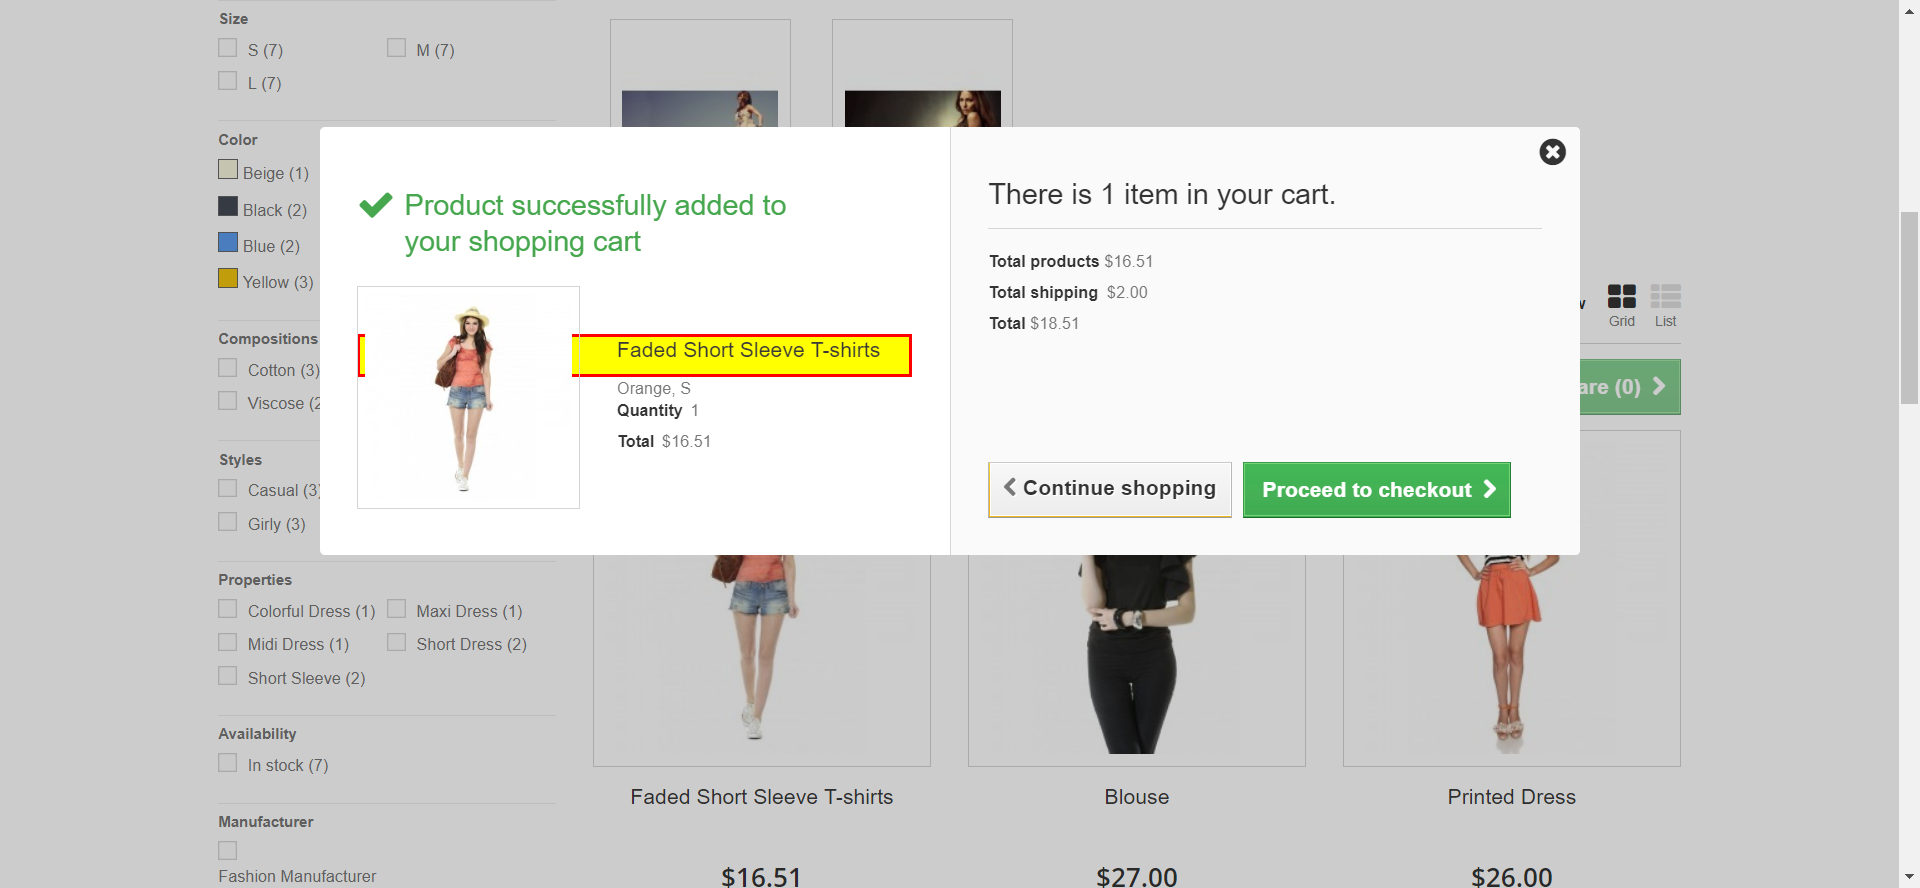 Size
S (7)
M (7)
L (7)
Color
Beige (1)
Black (2)
Blue (2)
Yellow (3)
Compositions
Cotton (3)
Viscose (2
Styles
Casual (3)
Girly (3)
Properties
Colorful Dress (1)
Maxi Dress (1)
Midi Dress (1)
Short Dress (2)
Short Sleeve (2)
Availability
In stock (7)
Manufacturer
Fashion Manufacturer
Product successfully added to
your shopping cart
Faded Short Sleeve T-shirts
Orange, S
Quantity 1
Total $16.51
There is 1 item in your cart.
Total products $16.51
Total shipping $2.00
Total $18.51
Continue shopping
Proceed to checkout
Grid
List
are (0)
Faded Short Sleeve T-shirts
Blouse
Printed Dress
$16.51
$27.00
$26.00